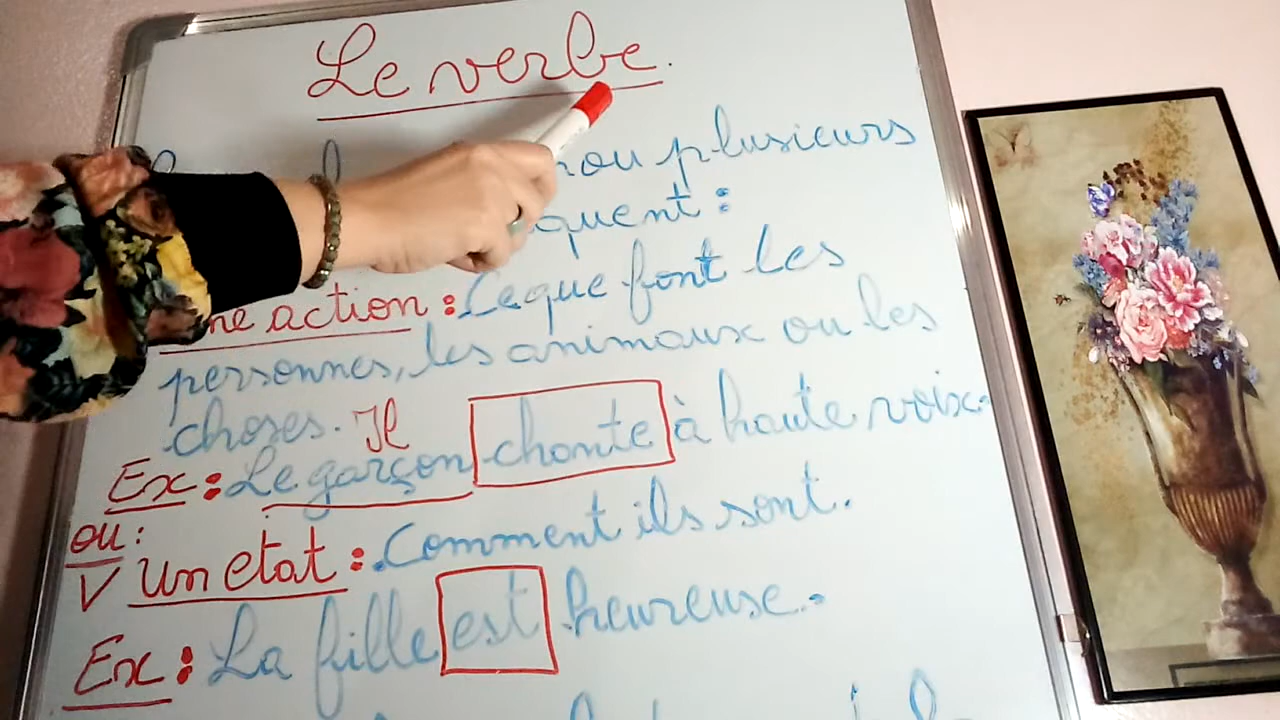 Le verbe.
ou plusieurs
quent :
ne action : Ce que font les
personnes, les animaux ou les
choses. Il
Ex : Le garçon chante à haute voix.
ou :
V Un etat : Comment ils sont.
Ex : La fille est heureuse.